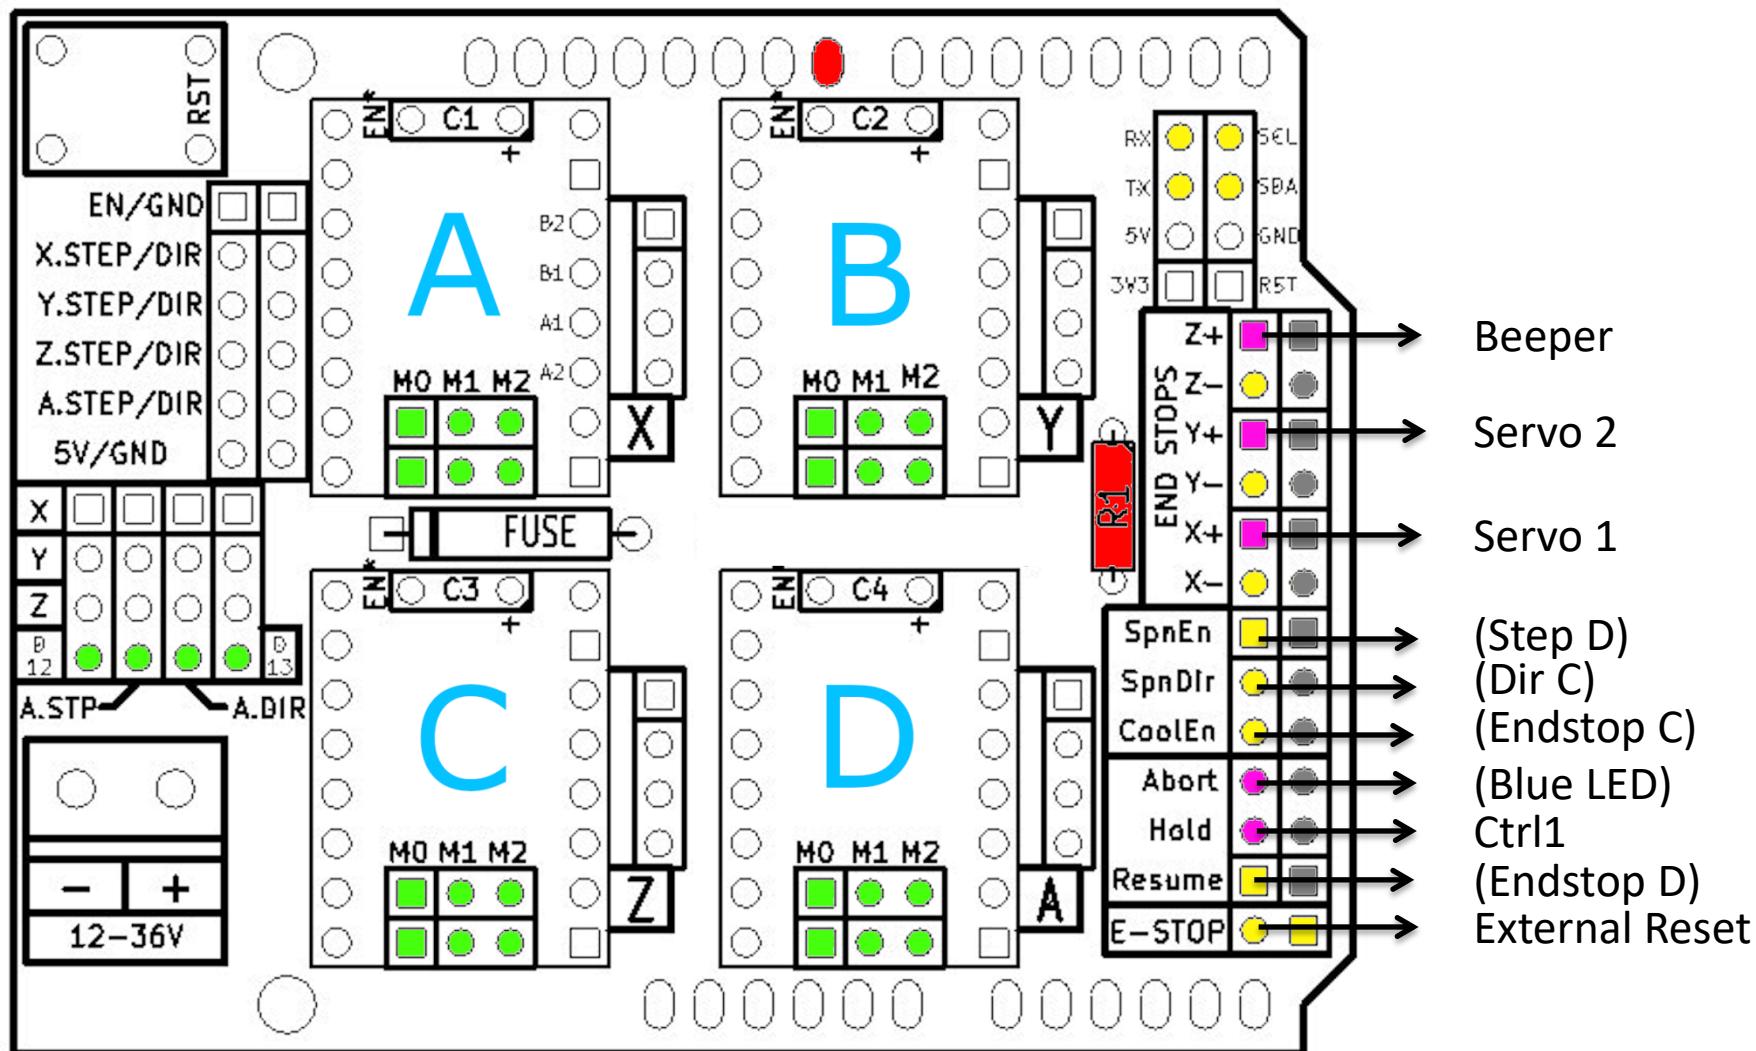 RST
EN/GND
X.STEP/DIR
Y.STEP/DIR
Z.STEP/DIR
A.STEP/DIR
5V/GND
X
Y
Z
D 12
D 13
A.STP
A.DIR
- +
12-36V
EN*
C1
+
A
B2
B1
A1
A2
M0 M1 M2
X
FUSE
EN*
C2
+
B
M0 M1 M2
Y
R1
EN*
C3
+
C
M0 M1 M2
Z
EN
C4
+
D
M0 M1 M2
A
RX SCL
TX SDA
5V GND
3V3 RST
END STOPS
Z+ Beeper
Z-
Y+ Servo 2
Y-
X+ Servo 1
X-
SpnEn (Step D)
SpnDir (Dir C)
CoolEn (Endstop C)
Abort (Blue LED)
Hold Ctrl1
Resume (Endstop D)
E-STOP External Reset